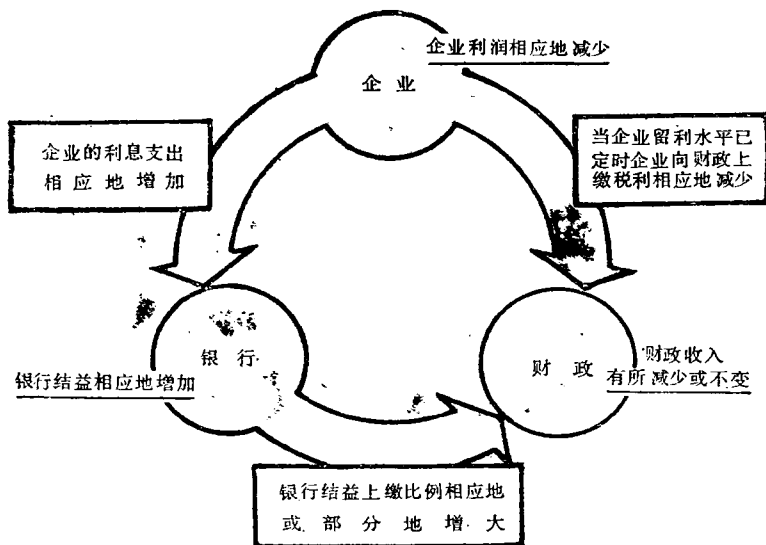 企业利润相应地减少
企业
企业的利息支出
相应地增加
当企业留利水平已
定时企业向财政上
缴税利相应地减少
银行
银行结益相应地增加
财政
财政收入
有所减少或不变
银行结益上缴比例相应地
或部分地增大